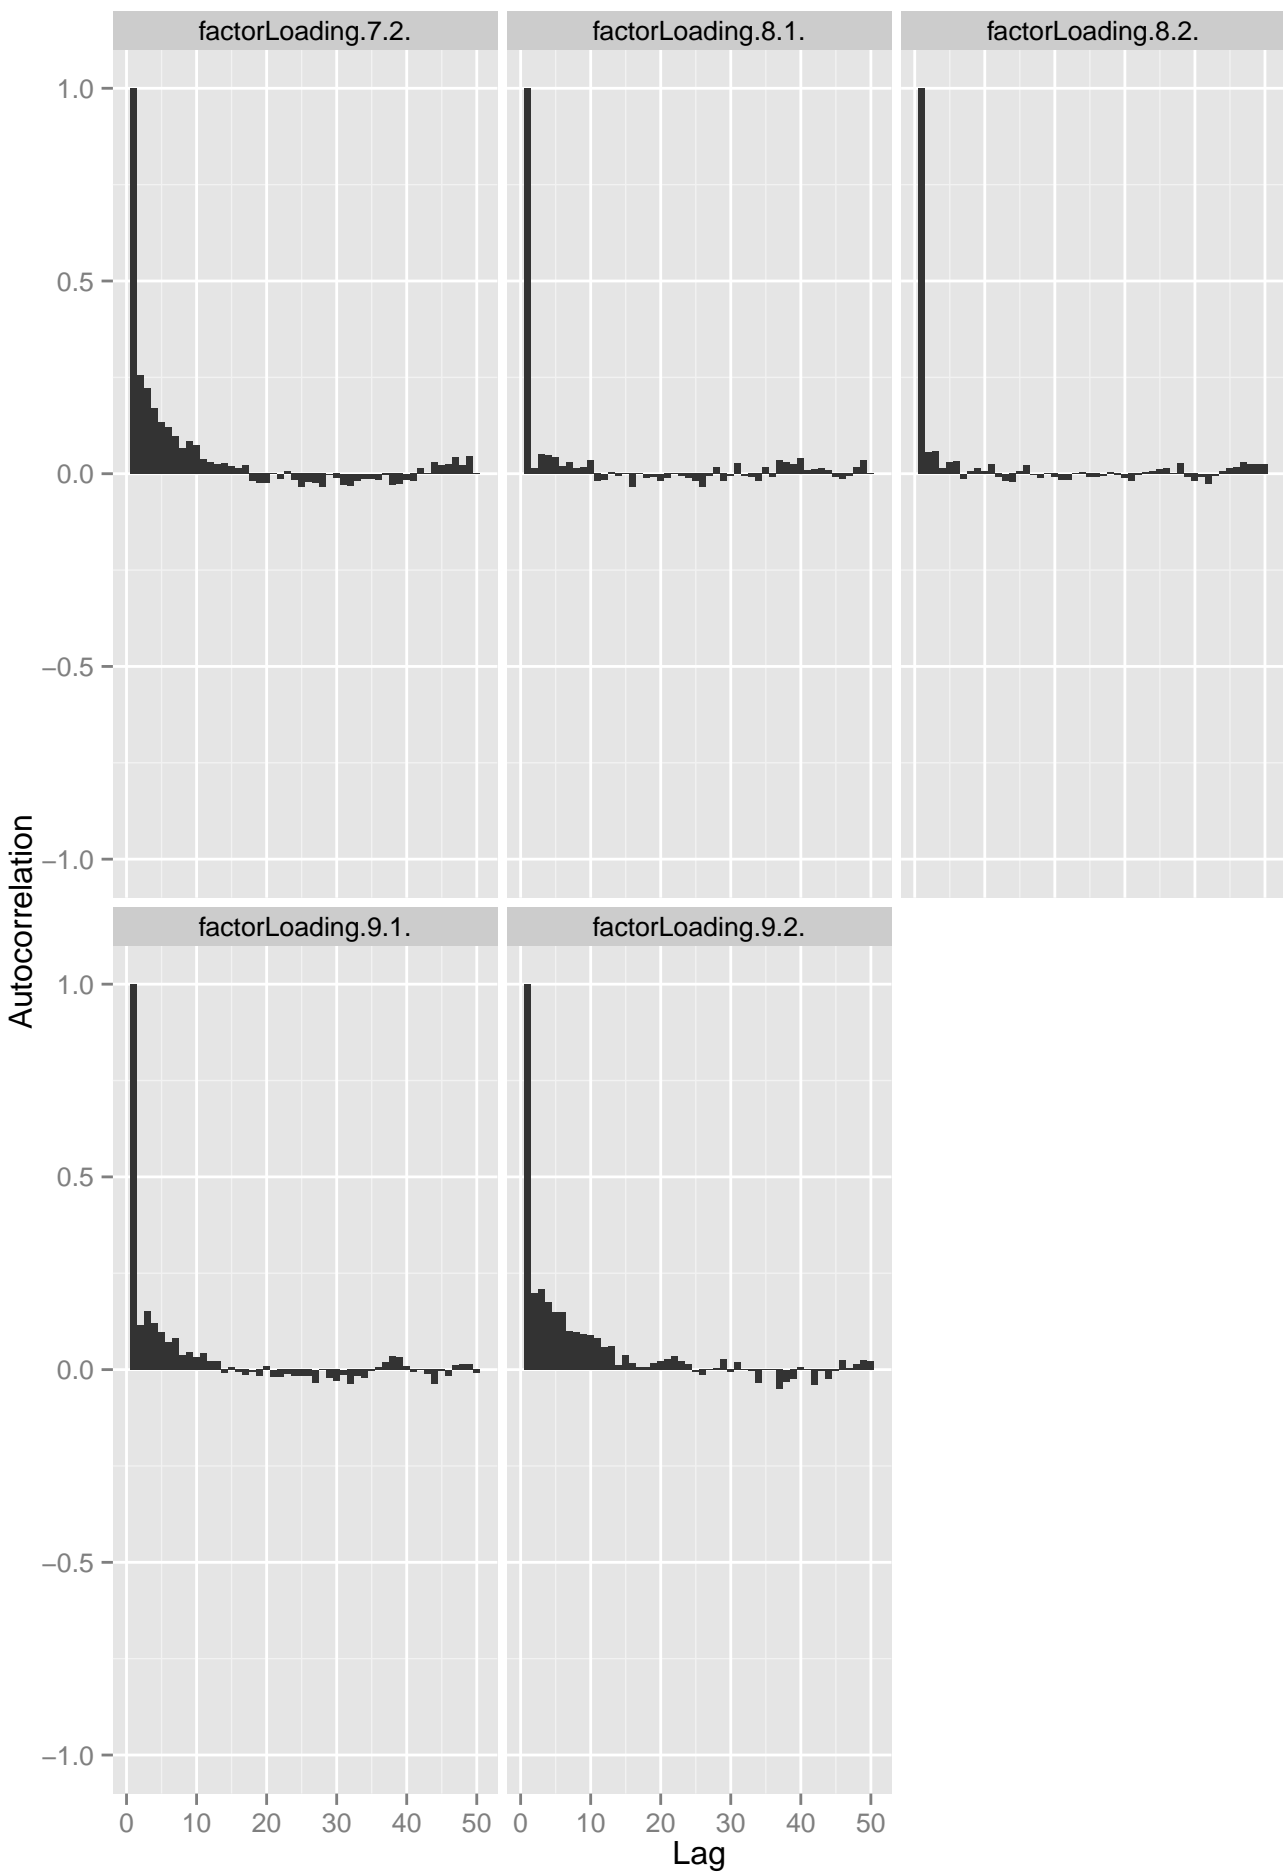 factorLoading.7.2. factorLoading.8.1. factorLoading.8.2.
1.0
0.5
0.0
−0.5
−1.0
Autocorrelation
factorLoading.9.1. factorLoading.9.2.
1.0
0.5
0.0
−0.5
−1.0
0 10 20 30 40 50 0 10 20 30 40 50
Lag